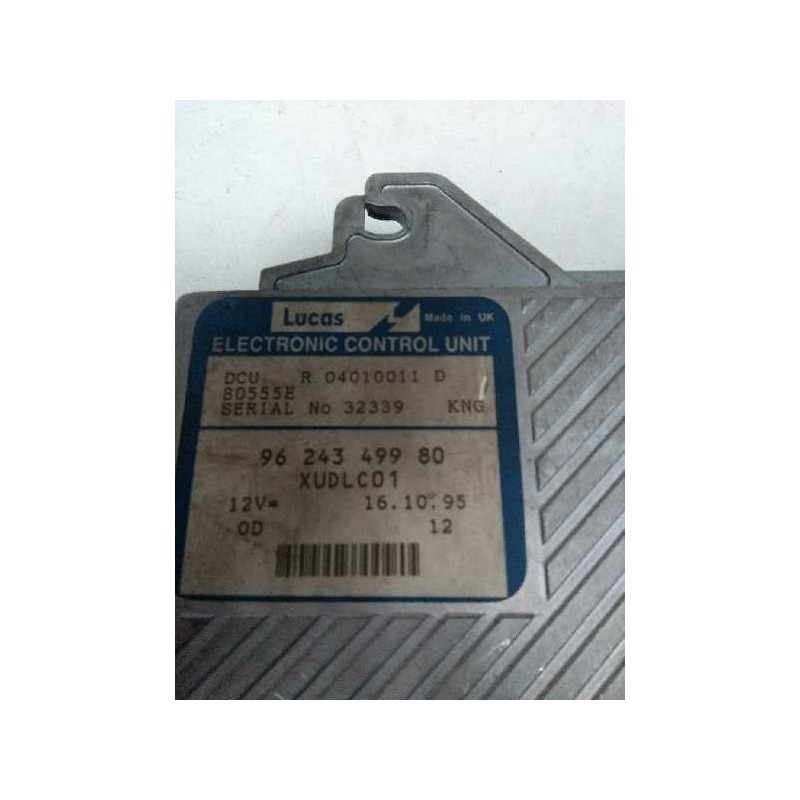 Lucas Made in UK
ELECTRONIC CONTROL UNIT
DCU R 04010011 D
80555E
SERIAL No 32339 KNG
96 243 499 80
XUDLC01
12V= 16.10.95
0D 12